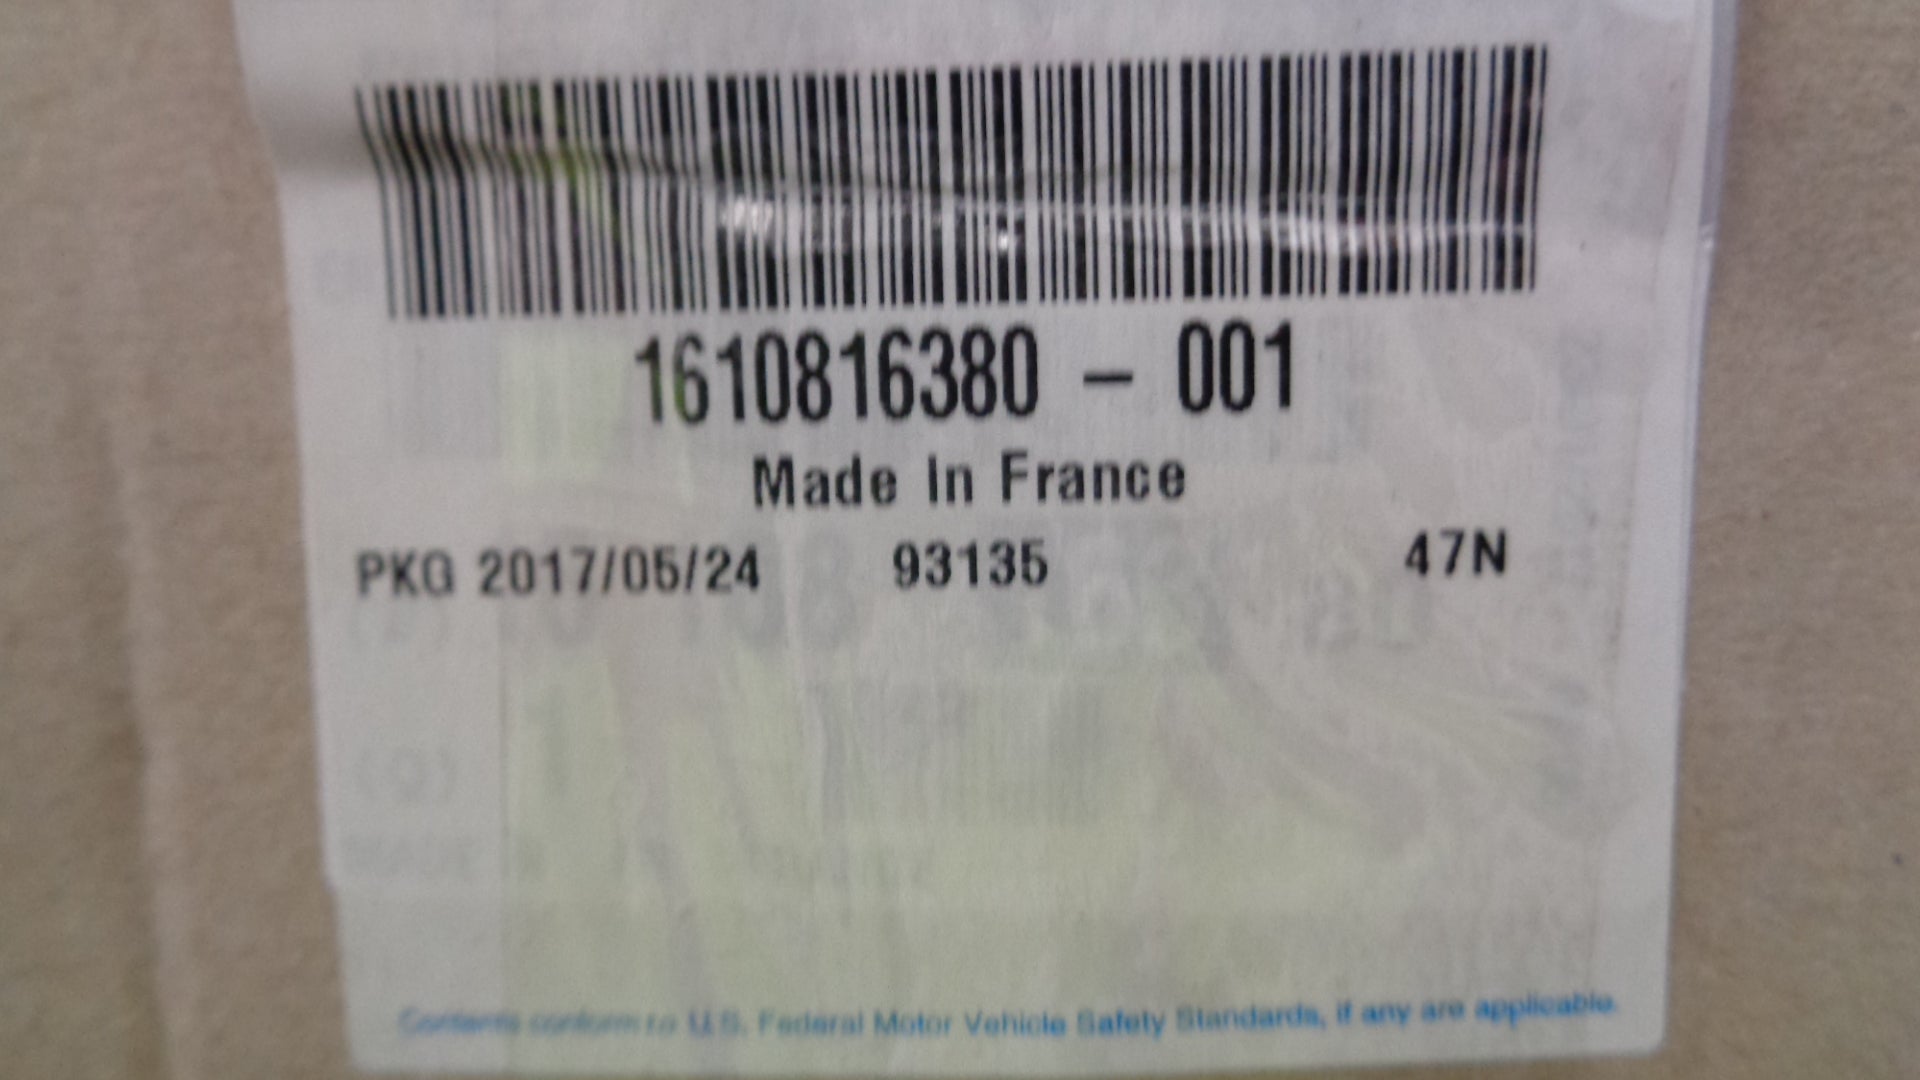 1610816380 - 001
Made In France
PKG 2017/05/24 93135 47N
Contents conform to U.S. Federal Motor Vehicle Safety Standards, if any are applicable.